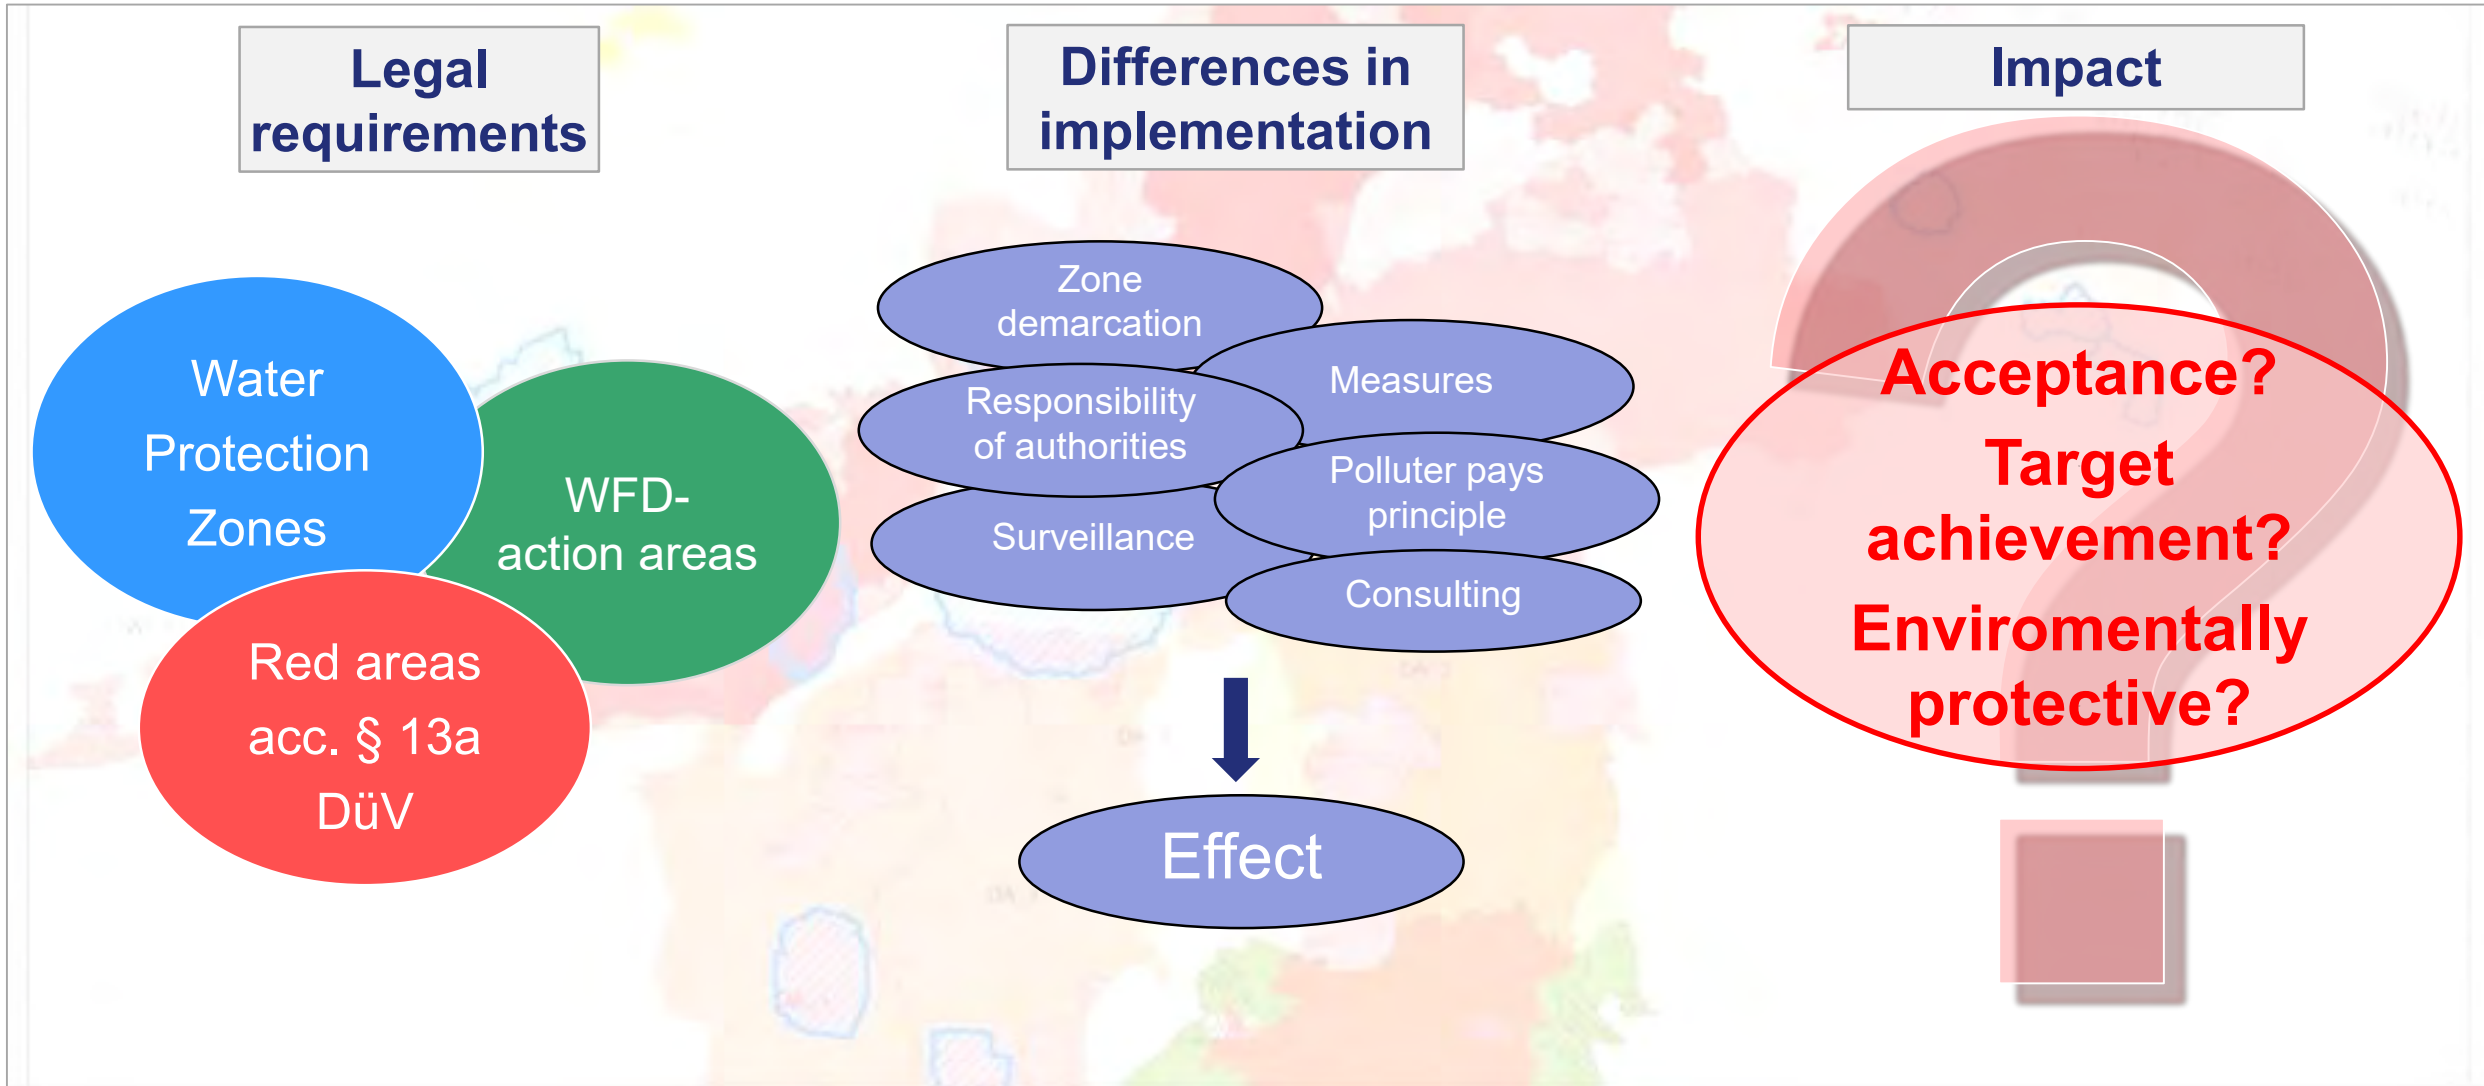 Legal
requirements
Water
Protection
Zones
WFD-
action areas
Red areas
acc. § 13a
DüV
Differences in
implementation
Zone
demarcation
Measures
Responsibility
of authorities
Polluter pays
principle
Surveillance
Consulting
Effect
Impact
Acceptance?
Target
achievement?
Enviromentally
protective?